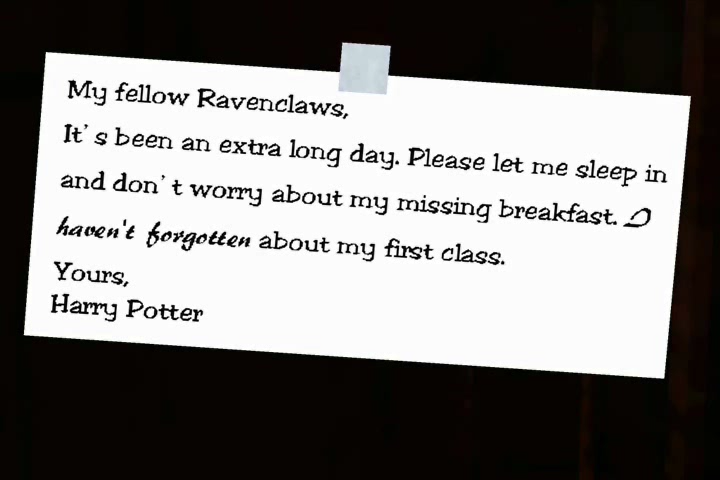 My fellow Ravenclaws,
It's been an extra long day. Please let me sleep in
and don't worry about my missing breakfast. I
haven't forgotten about my first class.
Yours,
Harry Potter